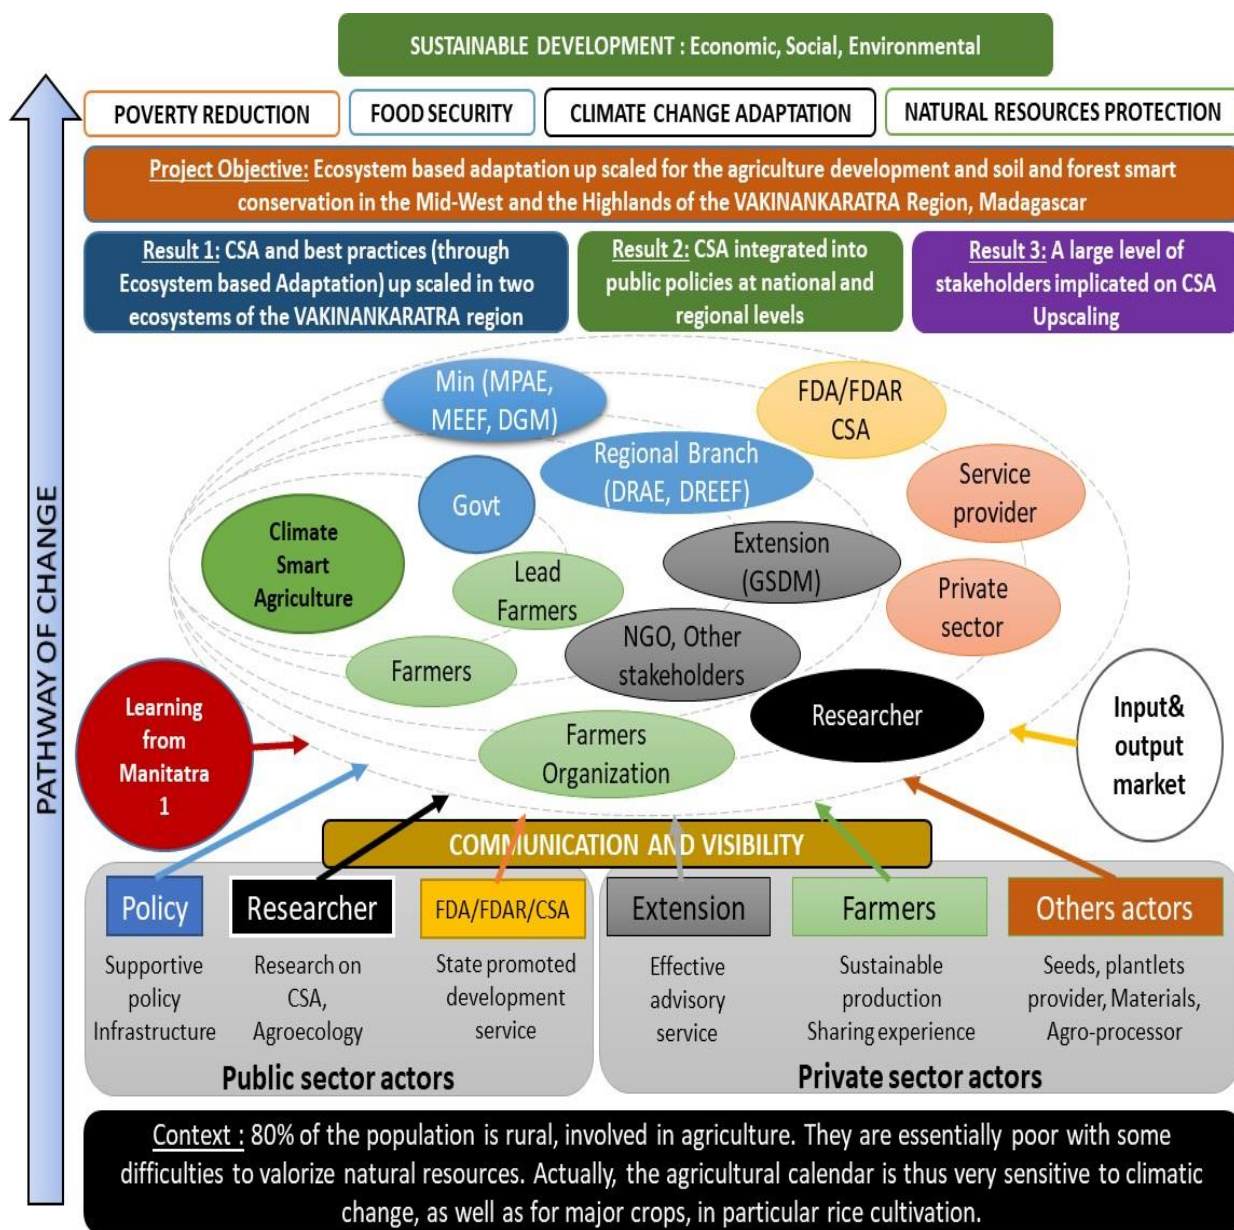 SUSTAINABLE DEVELOPMENT : Economic, Social, Environmental
POVERTY REDUCTION
FOOD SECURITY
CLIMATE CHANGE ADAPTATION
NATURAL RESOURCES PROTECTION
Project Objective: Ecosystem based adaptation up scaled for the agriculture development and soil and forest smart
conservation in the Mid-West and the Highlands of the VAKINANKARATRA Region, Madagascar
Result 1: CSA and best practices (through
Ecosystem based Adaptation) up scaled in two
ecosystems of the VAKINANKARATRA region
Result 2: CSA integrated into
public policies at national and
regional levels
Result 3: A large level of
stakeholders implicated on CSA
Upscaling
PATHWAY OF CHANGE
Min (MPAE,
MEEF, DGM)
FDA/FDAR
CSA
Regional Branch
(DRAE, DREEF)
Service
provider
Govt
Climate
Smart
Agriculture
Extension
(GSDM)
Lead
Farmers
Private
sector
NGO, Other
stakeholders
Farmers
Researcher
Learning
from
Manitatra
1
Input&
output
market
Farmers
Organization
COMMUNICATION AND VISIBILITY
Policy
Researcher
FDA/FDAR/CSA
Extension
Farmers
Others actors
Supportive
policy
Infrastructure
Research on
CSA,
Agroecology
State promoted
development
service
Effective
advisory
service
Sustainable
production
Sharing experience
Seeds, plantlets
provider, Materials,
Agro-processor
Public sector actors
Private sector actors
Context : 80% of the population is rural, involved in agriculture. They are essentially poor with some
difficulties to valorize natural resources. Actually, the agricultural calendar is thus very sensitive to climatic
change, as well as for major crops, in particular rice cultivation.